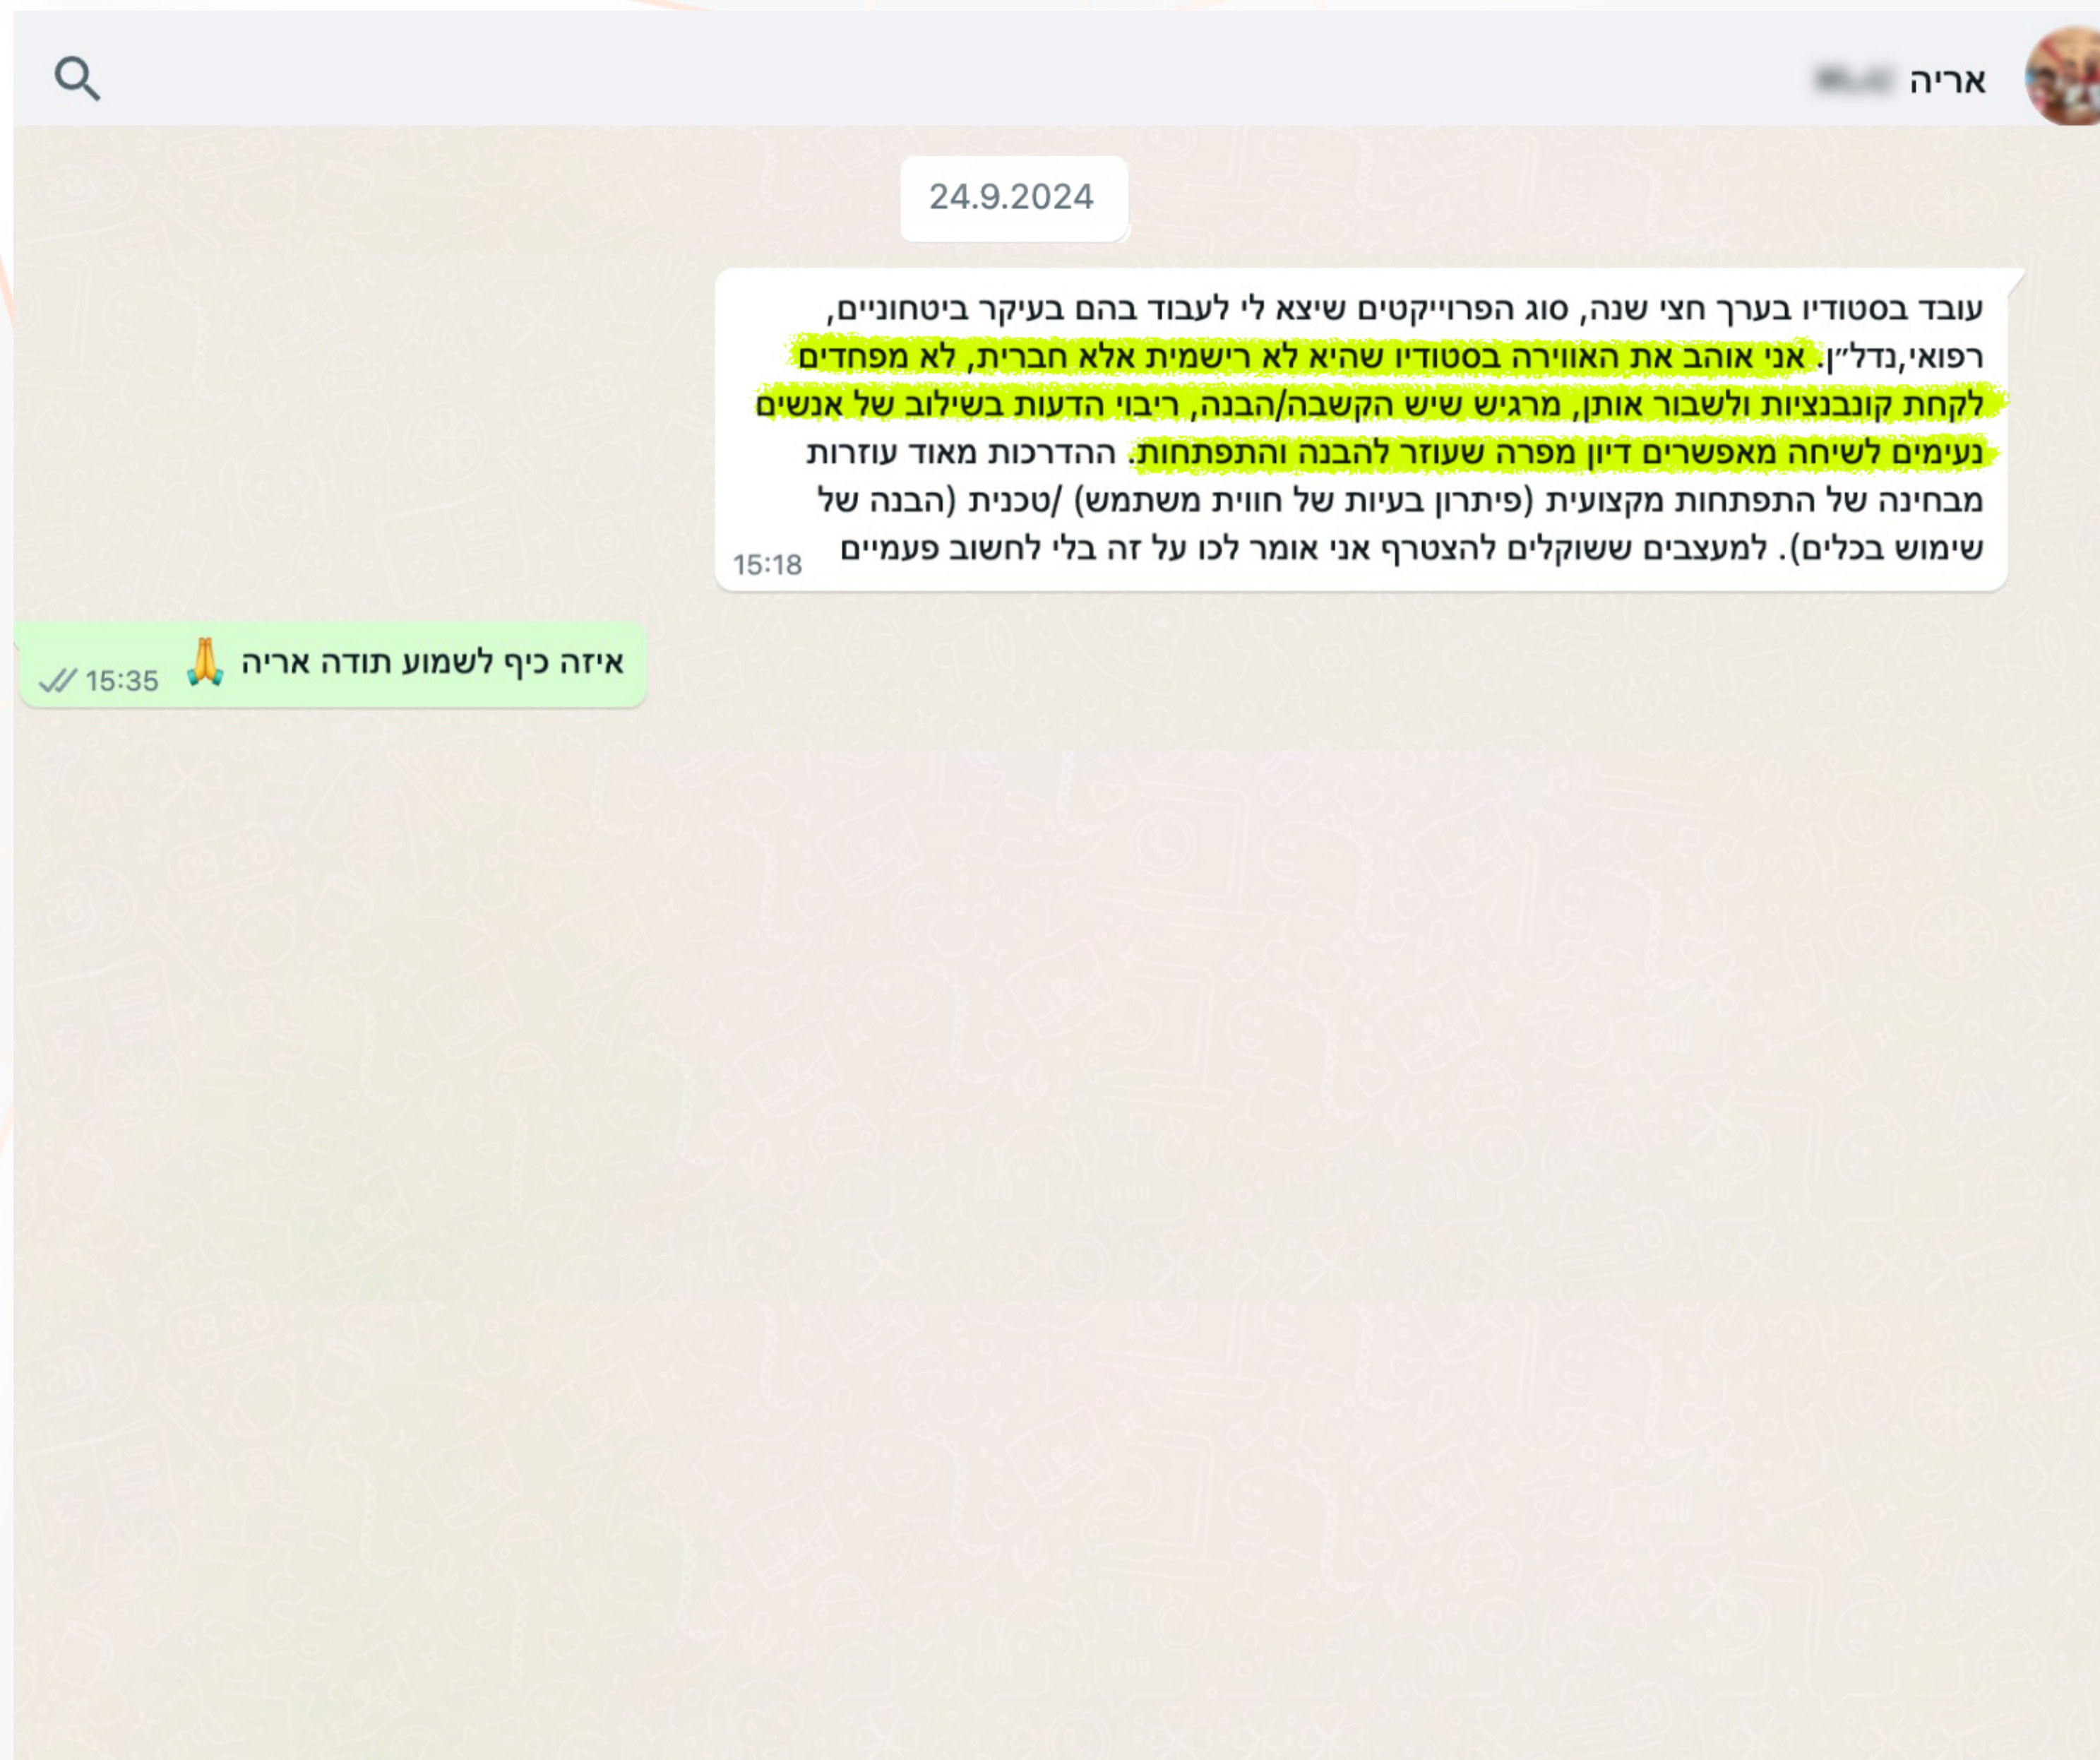 אריה
24.9.2024
עובד בסטודיו בערך חצי שנה, סוג הפרוייקטים שיצא לי לעבוד בהם בעיקר ביטחוניים,
רפואי,נדל״ן. אני אוהב את האווירה בסטודיו שהיא לא רישמית אלא חברית, לא מפחדים
לקחת קונבנציות ולשבור אותן, מרגיש שיש הקשבה/הבנה, ריבוי הדעות בשילוב של אנשים
נעימים לשיחה מאפשרים דיון מפרה שעוזר להבנה והתפתחות. ההדרכות מאוד עוזרות
מבחינה של התפתחות מקצועית (פיתרון בעיות של חווית משתמש) /טכנית (הבנה של
שימוש בכלים). למעצבים ששוקלים להצטרף אני אומר לכו על זה בלי לחשוב פעמיים
15:18
איזה כיף לשמוע תודה אריה 🙏
15:35